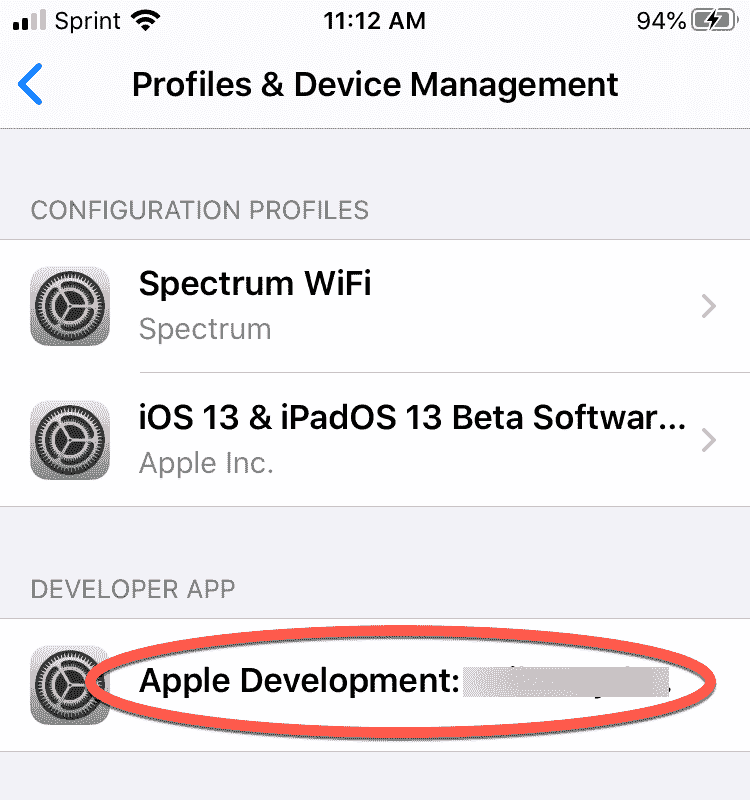 Sprint 11:12 AM 94%
Profiles & Device Management
CONFIGURATION PROFILES
Spectrum WiFi
Spectrum
iOS 13 & iPadOS 13 Beta Softwar...
Apple Inc.
DEVELOPER APP
Apple Development: